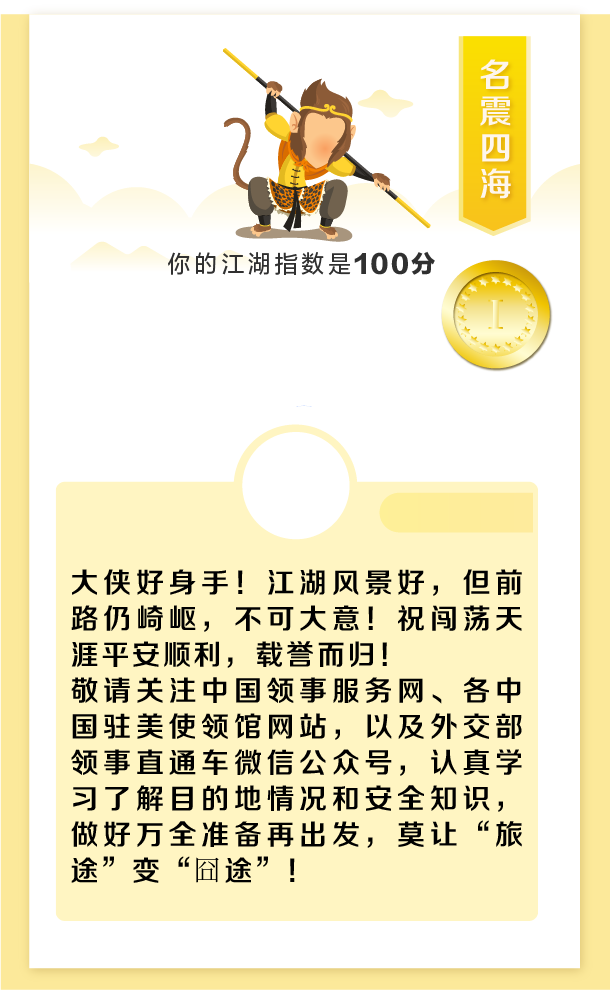 名震四海
你的江湖指数是100分
I
大侠好身手！江湖风景好，但前
路仍崎岖，不可大意！祝闯荡天
涯平安顺利，载誉而归！
敬请关注中国领事服务网、各中
国驻美使领馆网站，以及外交部
领事直通车微信公众号，认真学
习了解目的地情况和安全知识，
做好万全准备再出发，莫让“旅
途”变“囧途”！